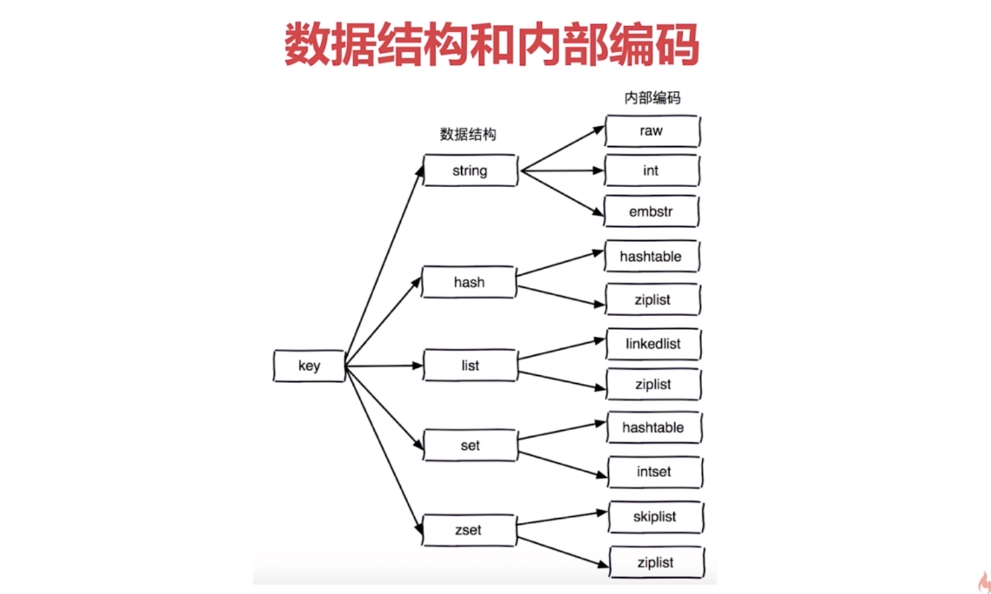 数据结构和内部编码
内部编码
数据结构
raw
string
int
embstr
hashtable
hash
ziplist
linkedlist
key
list
ziplist
hashtable
set
intset
skiplist
zset
ziplist